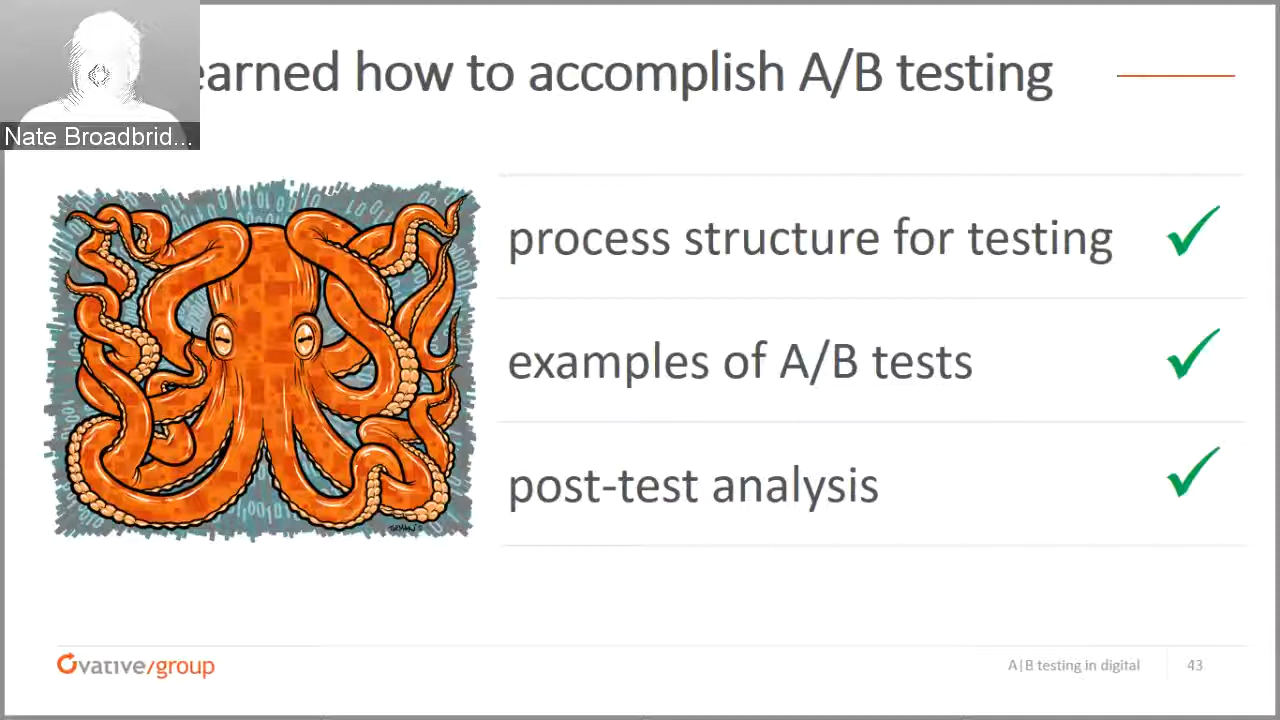 earned how to accomplish A/B testing
Nate Broadbrid...
process structure for testing
examples of A/B tests
post-test analysis
Ovative/group
A|B testing in digital
43